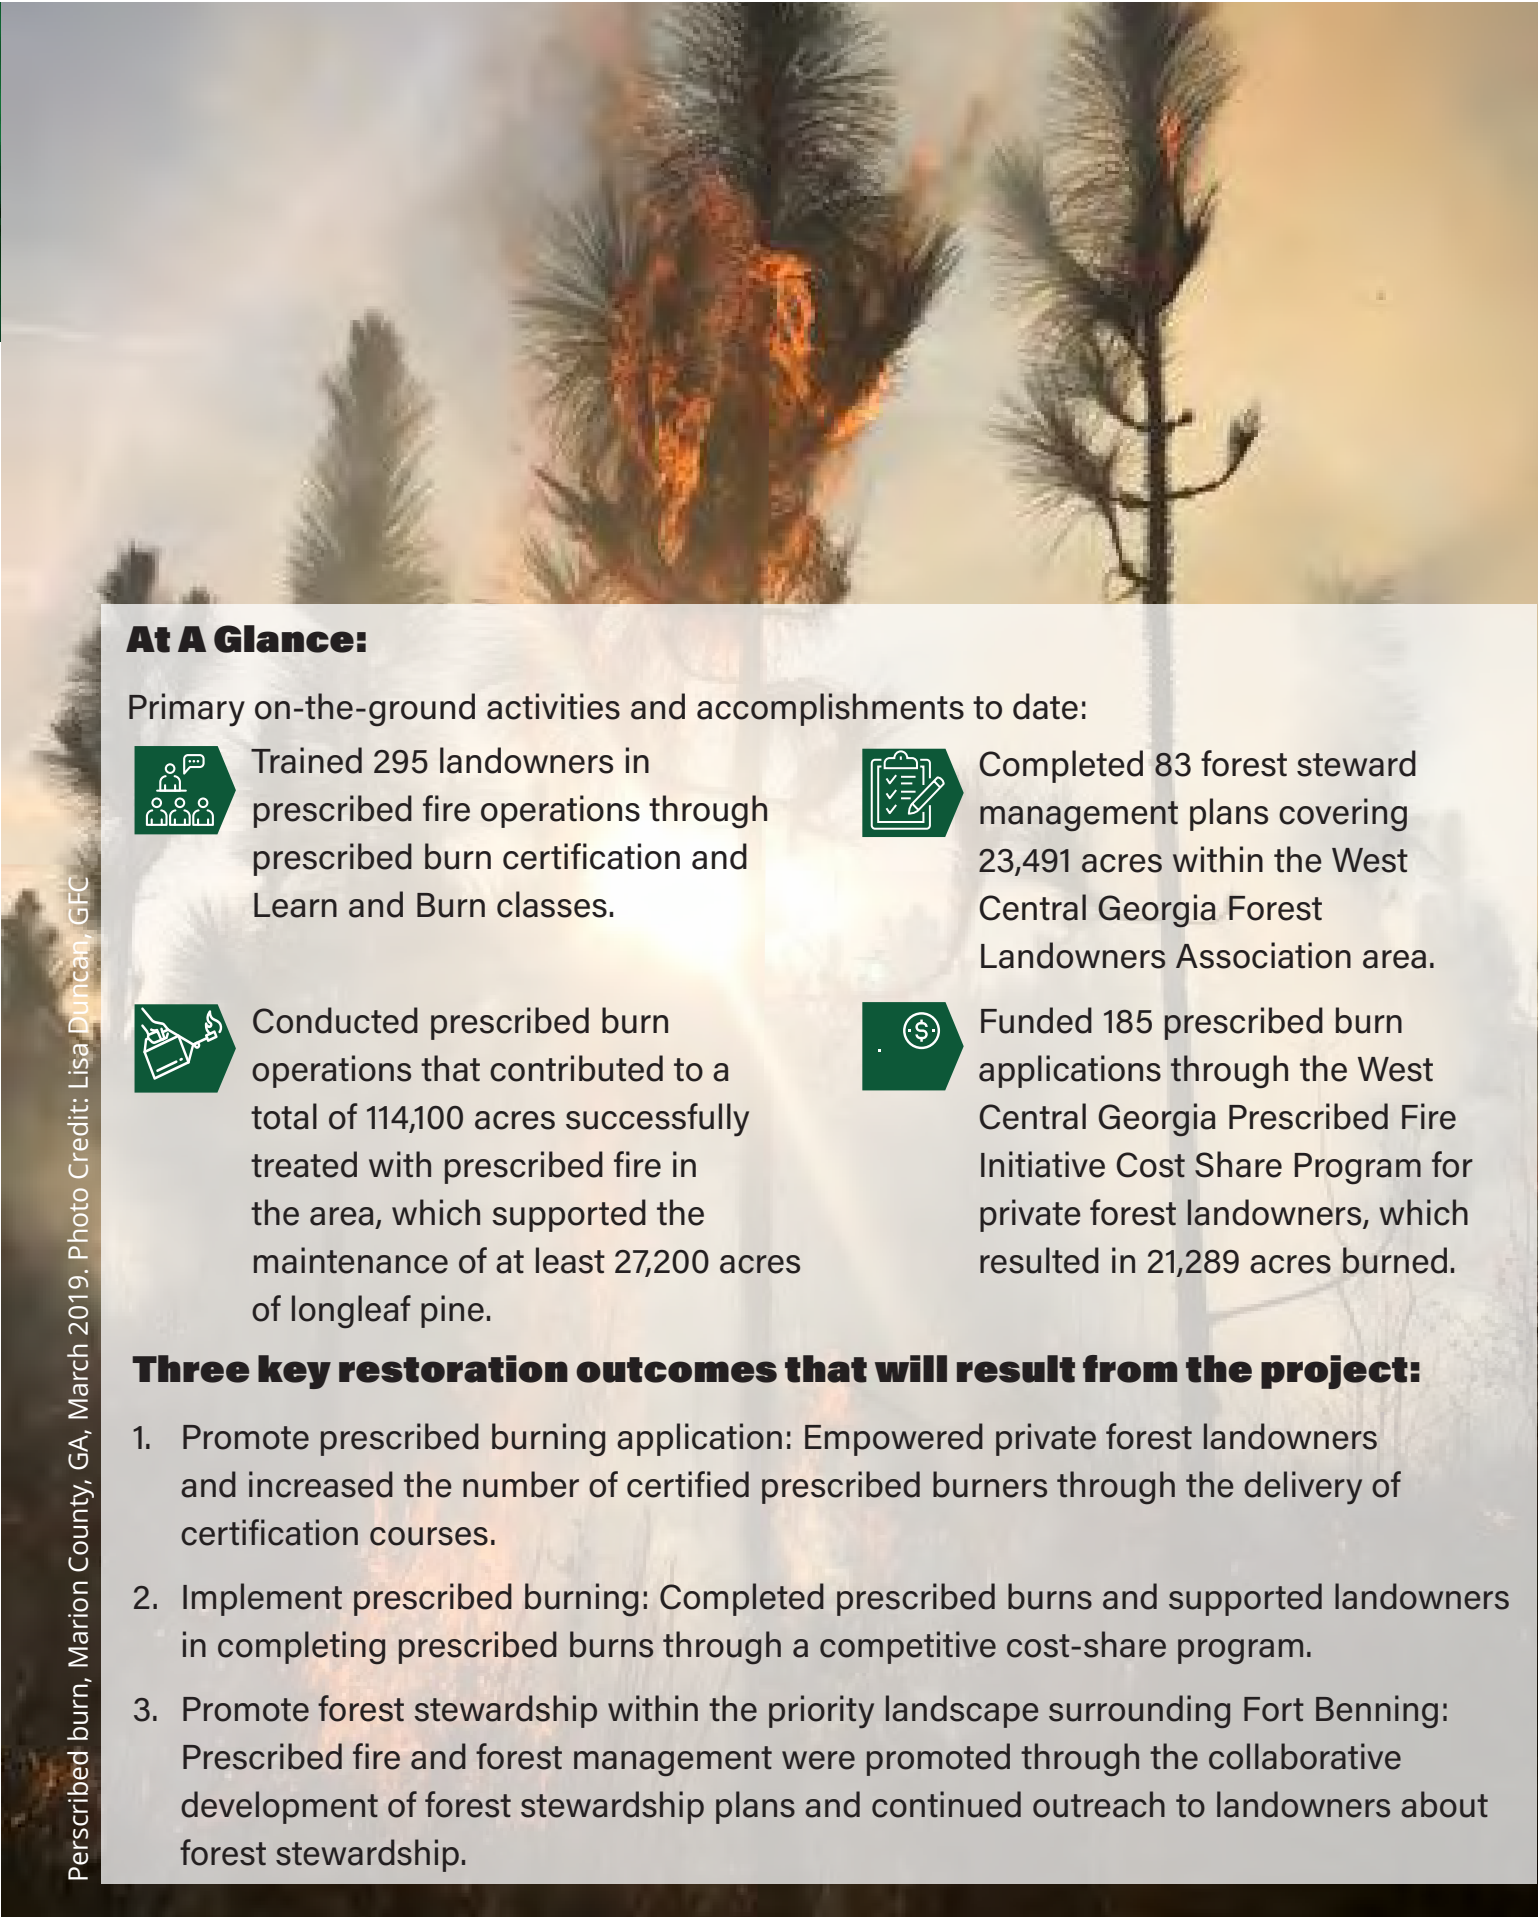 At A Glance:
Primary on-the-ground activities and accomplishments to date:
Trained 295 landowners in
prescribed fire operations through
prescribed burn certification and
Learn and Burn classes.
Completed 83 forest steward
management plans covering
23,491 acres within the West
Central Georgia Forest
Landowners Association area.
Conducted prescribed burn
operations that contributed to a
total of 114,100 acres successfully
treated with prescribed fire in
the area, which supported the
maintenance of at least 27,200 acres
of longleaf pine.
Funded 185 prescribed burn
applications through the West
Central Georgia Prescribed Fire
Initiative Cost Share Program for
private forest landowners, which
resulted in 21,289 acres burned.
Three key restoration outcomes that will result from the project:
1. Promote prescribed burning application: Empowered private forest landowners
and increased the number of certified prescribed burners through the delivery of
certification courses.
2. Implement prescribed burning: Completed prescribed burns and supported landowners
in completing prescribed burns through a competitive cost-share program.
3. Promote forest stewardship within the priority landscape surrounding Fort Benning:
Prescribed fire and forest management were promoted through the collaborative
development of forest stewardship plans and continued outreach to landowners about
forest stewardship.
Perscribed burn, Marion County, GA, March 2019. Photo Credit: Lisa Duncan, GFC